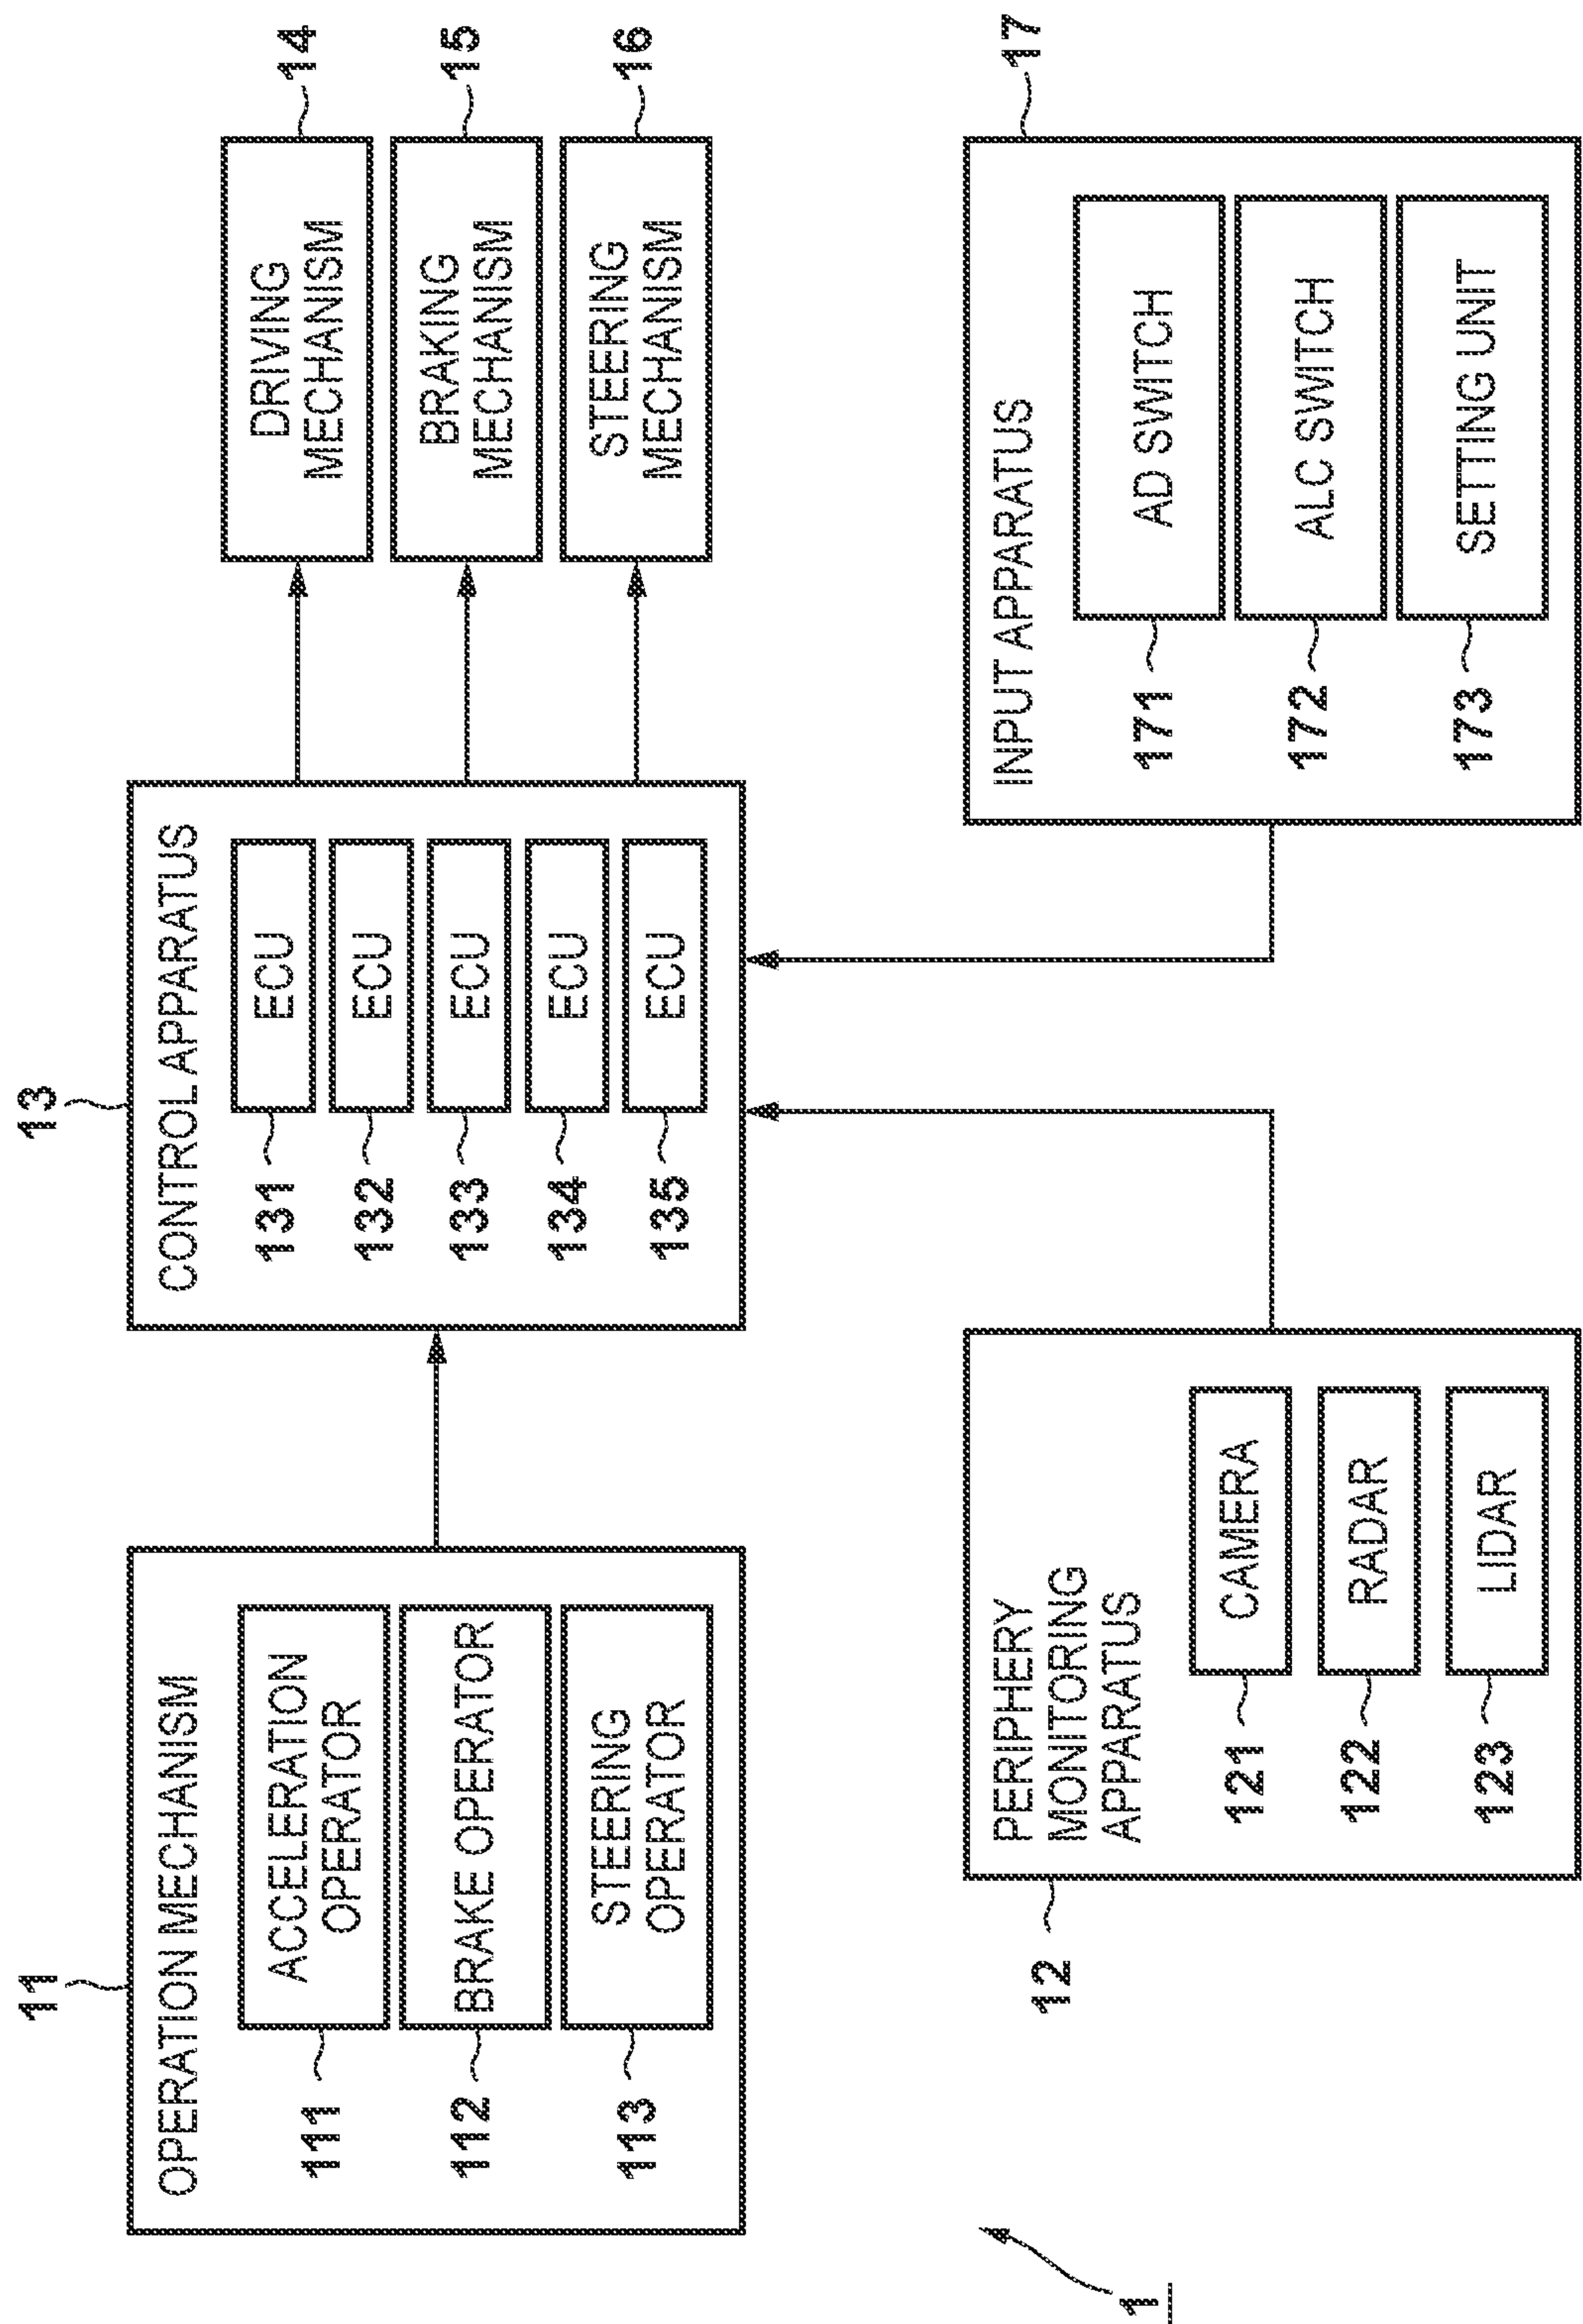 11
OPERATION MECHANISM
111
ACCELERATION
OPERATOR
112
BRAKE OPERATOR
113
STEERING
OPERATOR
13
CONTROL APPARATUS
131
ECU
132
ECU
133
ECU
134
ECU
135
ECU
DRIVING
MECHANISM
14
BRAKING
MECHANISM
15
STEERING
MECHANISM
16
1
12
PERIPHERY
MONITORING
APPARATUS
121
CAMERA
122
RADAR
123
LIDAR
17
INPUT APPARATUS
171
AD SWITCH
172
ALC SWITCH
173
SETTING UNIT